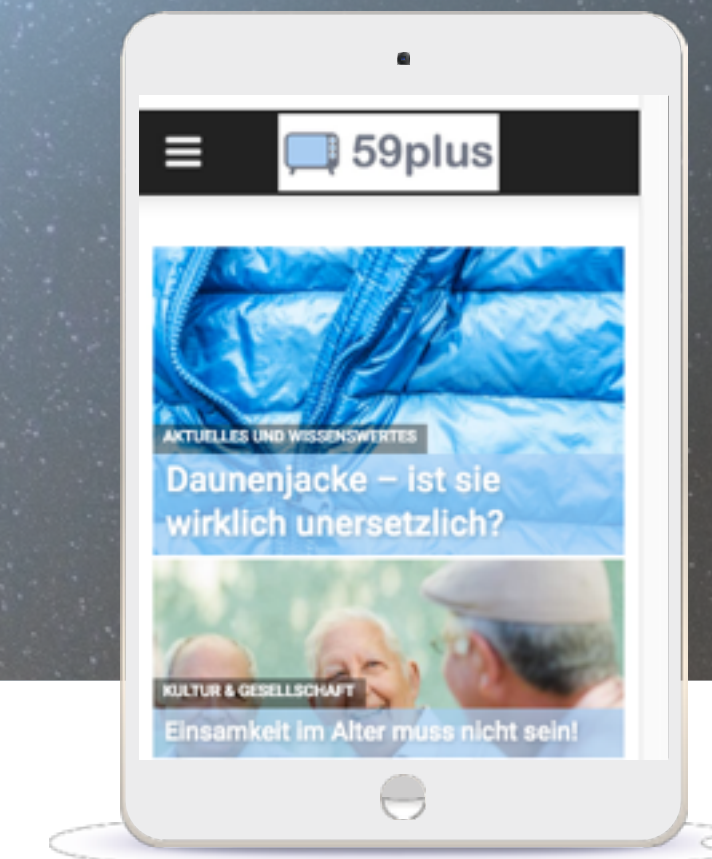 59plus
AKTUELLES UND WISSENSWERTES
Daunenjacke – ist sie
wirklich unersetzlich?
KULTUR & GESELLSCHAFT
Einsamkeit im Alter muss nicht sein!